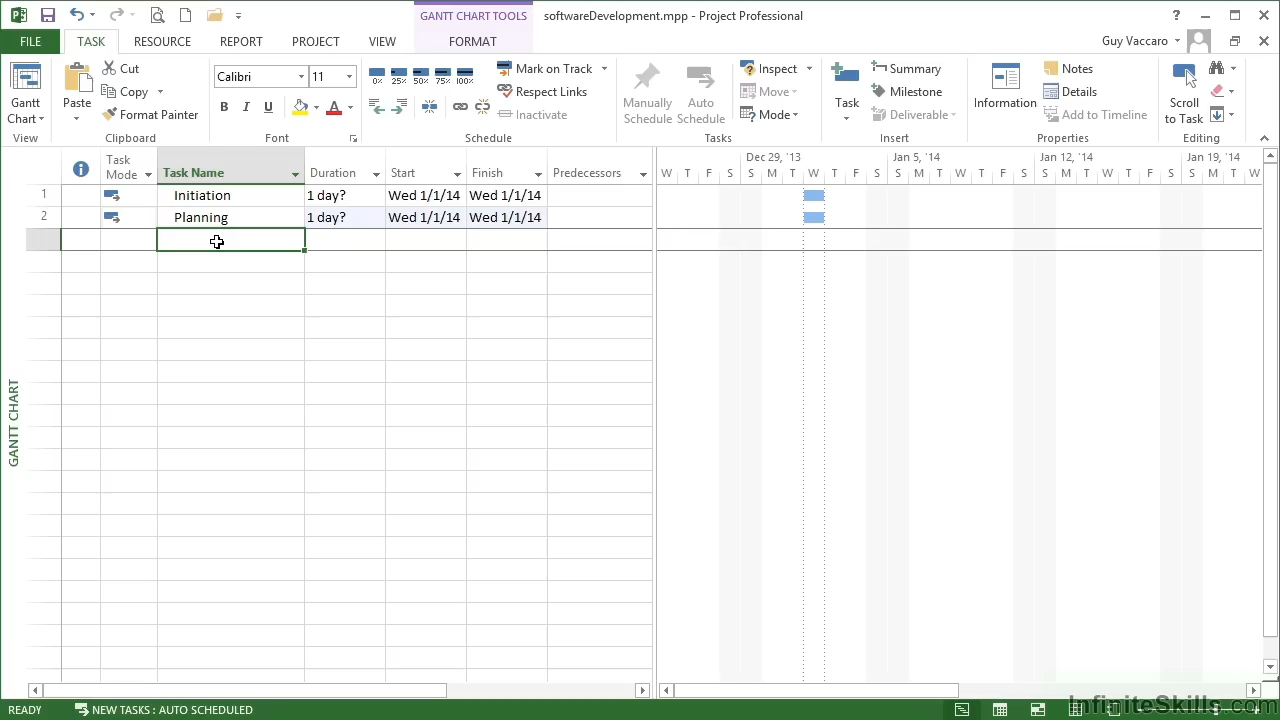 GANTT CHART TOOLS
softwareDevelopment.mpp - Project Professional
FILE
TASK
RESOURCE
REPORT
PROJECT
VIEW
FORMAT
Guy Vaccaro
Gantt
Chart
View
Paste
Cut
Copy
Format Painter
Clipboard
Calibri
11
B
I
U
A
Font
0%
25%
50%
75%
100%
Mark on Track
Respect Links
Inactivate
Schedule
Manually
Schedule
Auto
Schedule
Inspect
Move
Mode
Tasks
Task
Summary
Milestone
Deliverable
Insert
Information
Notes
Details
Add to Timeline
Properties
Scroll
to Task
Editing
Task
Mode
Task Name
Duration
Start
Finish
Predecessors
Dec 29, '13
Jan 5, '14
Jan 12, '14
Jan 19, '14
W T F S S M T W T F S S M T W T F S S M T W T F S S M T W
1 Initiation 1 day? Wed 1/1/14 Wed 1/1/14
2 Planning 1 day? Wed 1/1/14 Wed 1/1/14
GANTT CHART
READY
NEW TASKS : AUTO SCHEDULED
InfiniteSkills.com